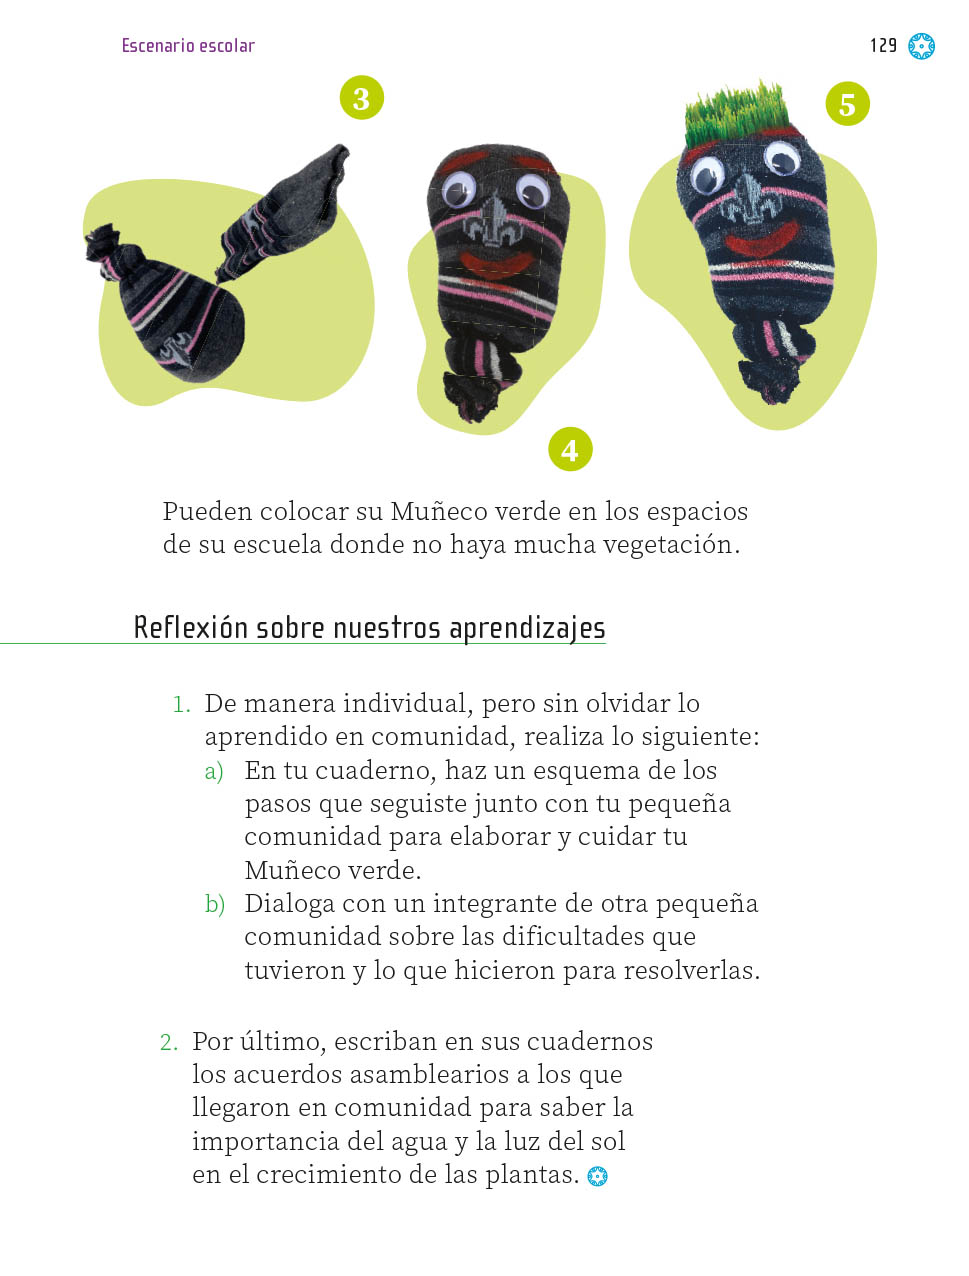 Escenario escolar
129
3
5
4
Pueden colocar su Muñeco verde en los espacios
de su escuela donde no haya mucha vegetación.
Reflexión sobre nuestros aprendizajes
1. De manera individual, pero sin olvidar lo
aprendido en comunidad, realiza lo siguiente:
a) En tu cuaderno, haz un esquema de los
pasos que seguiste junto con tu pequeña
comunidad para elaborar y cuidar tu
Muñeco verde.
b) Dialoga con un integrante de otra pequeña
comunidad sobre las dificultades que
tuvieron y lo que hicieron para resolverlas.
2. Por último, escriban en sus cuadernos
los acuerdos asamblearios a los que
llegaron en comunidad para saber la
importancia del agua y la luz del sol
en el crecimiento de las plantas.